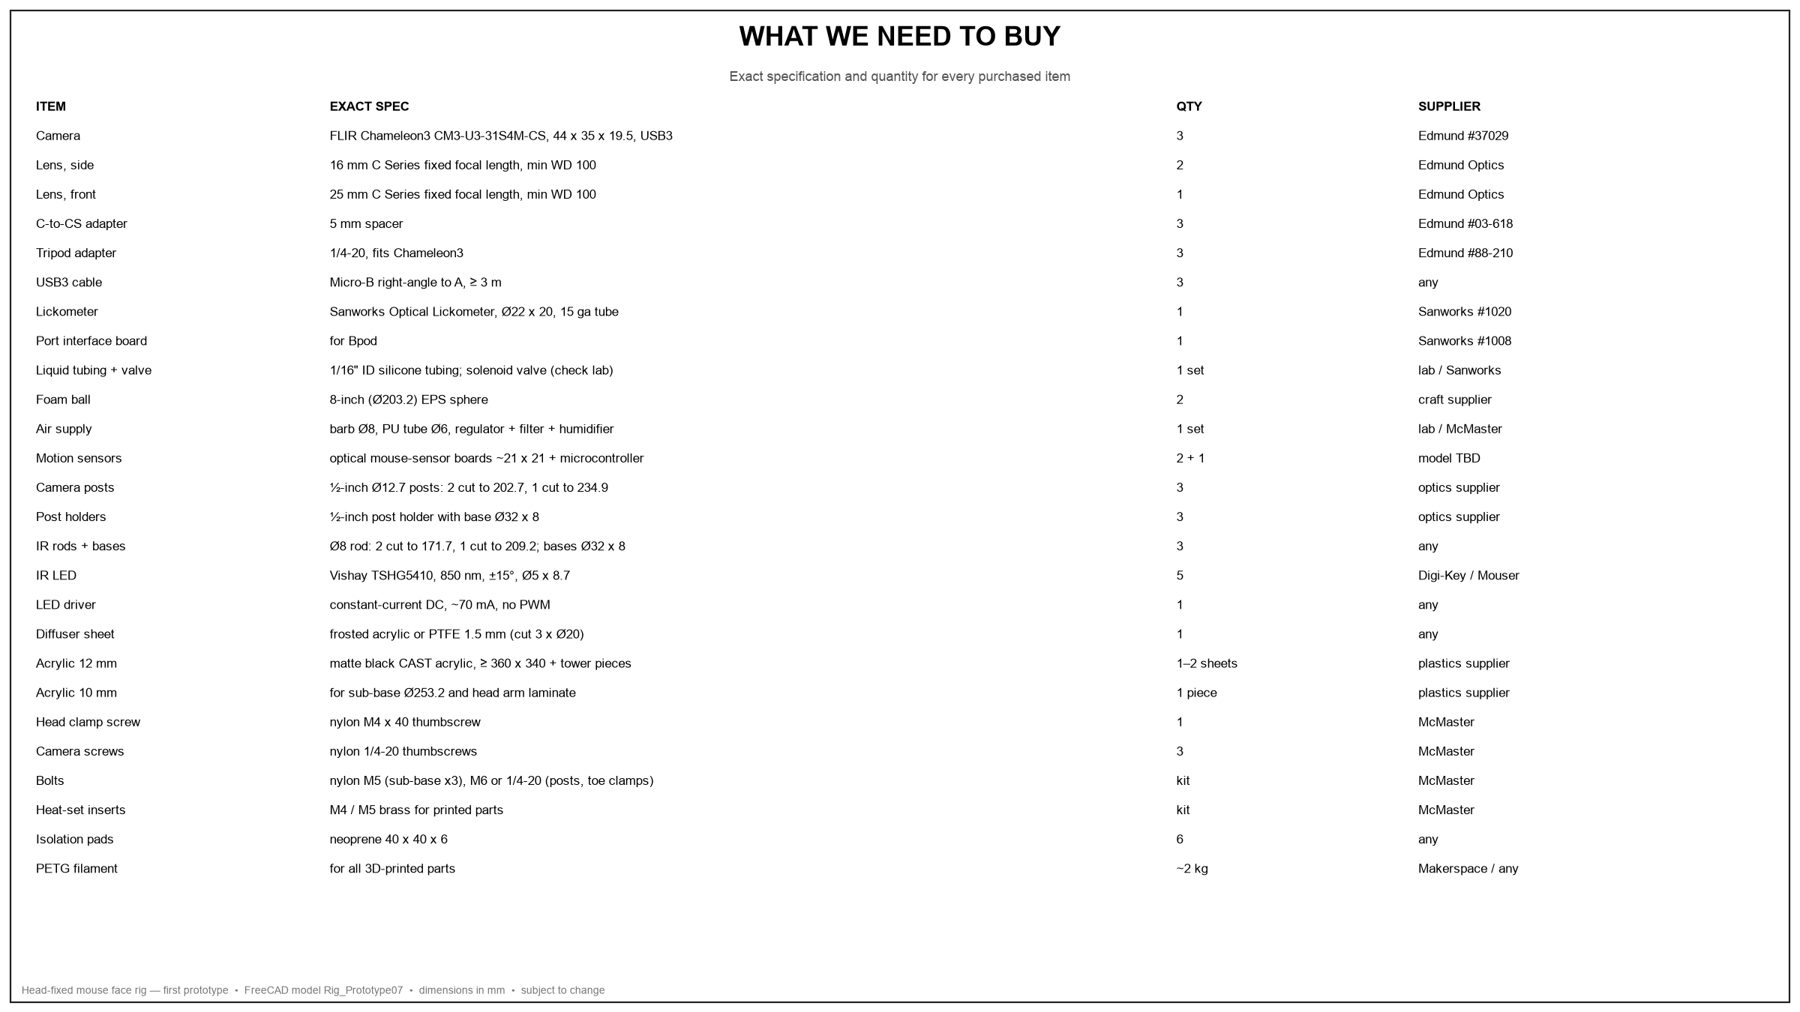 WHAT WE NEED TO BUY
Exact specification and quantity for every purchased item
ITEM EXACT SPEC QTY SUPPLIER
Camera FLIR Chameleon3 CM3-U3-31S4M-CS, 44 x 35 x 19.5, USB3 3 Edmund #37029
Lens, side 16 mm C Series fixed focal length, min WD 100 2 Edmund Optics
Lens, front 25 mm C Series fixed focal length, min WD 100 1 Edmund Optics
C-to-CS adapter 5 mm spacer 3 Edmund #03-618
Tripod adapter 1/4-20, fits Chameleon3 3 Edmund #88-210
USB3 cable Micro-B right-angle to A, ≥ 3 m 3 any
Lickometer Sanworks Optical Lickometer, Ø22 x 20, 15 ga tube 1 Sanworks #1020
Port interface board for Bpod 1 Sanworks #1008
Liquid tubing + valve 1/16" ID silicone tubing; solenoid valve (check lab) 1 set lab / Sanworks
Foam ball 8-inch (Ø203.2) EPS sphere 2 craft supplier
Air supply barb Ø8, PU tube Ø6, regulator + filter + humidifier 1 set lab / McMaster
Motion sensors optical mouse-sensor boards ~21 x 21 + microcontroller 2 + 1 model TBD
Camera posts ½-inch Ø12.7 posts: 2 cut to 202.7, 1 cut to 234.9 3 optics supplier
Post holders ½-inch post holder with base Ø32 x 8 3 optics supplier
IR rods + bases Ø8 rod: 2 cut to 171.7, 1 cut to 209.2; bases Ø32 x 8 3 any
IR LED Vishay TSHG5410, 850 nm, ±15°, Ø5 x 8.7 5 Digi-Key / Mouser
LED driver constant-current DC, ~70 mA, no PWM 1 any
Diffuser sheet frosted acrylic or PTFE 1.5 mm (cut 3 x Ø20) 1 any
Acrylic 12 mm matte black CAST acrylic, ≥ 360 x 340 + tower pieces 1–2 sheets plastics supplier
Acrylic 10 mm for sub-base Ø253.2 and head arm laminate 1 piece plastics supplier
Head clamp screw nylon M4 x 40 thumbscrew 1 McMaster
Camera screws nylon 1/4-20 thumbscrews 3 McMaster
Bolts nylon M5 (sub-base x3), M6 or 1/4-20 (posts, toe clamps) kit McMaster
Heat-set inserts M4 / M5 brass for printed parts kit McMaster
Isolation pads neoprene 40 x 40 x 6 6 any
PETG filament for all 3D-printed parts ~2 kg Makerspace / any
Head-fixed mouse face rig — first prototype • FreeCAD model Rig_Prototype07 • dimensions in mm • subject to change